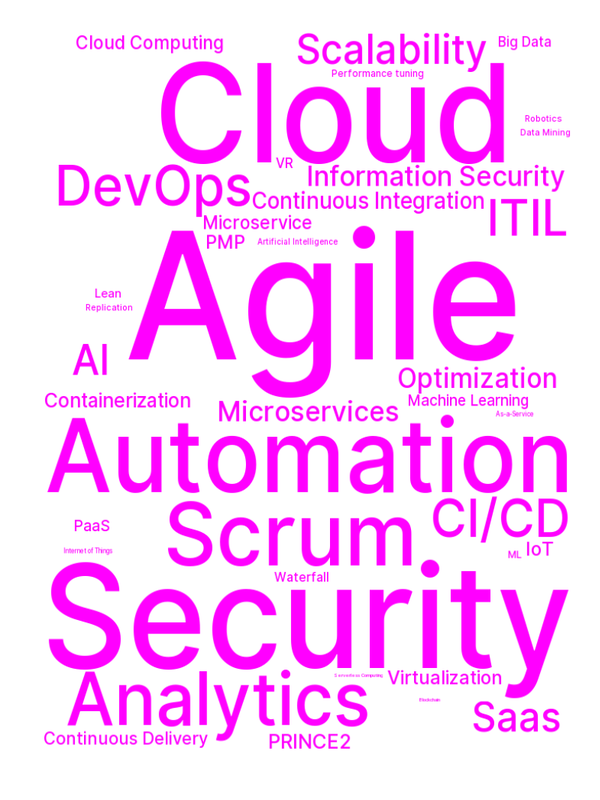 Cloud Computing
Scalability
Big Data
Performance tuning
Cloud
Robotics
Data Mining
VR
DevOps
Information Security
Continuous Integration
ITIL
Microservice
PMP
Artificial Intelligence
Agile
Lean
Replication
AI
Optimization
Containerization
Machine Learning
Microservices
As-a-Service
Automation
CI/CD
Scrum
PaaS
IoT
ML
Internet of Things
Waterfall
Security
Analytics
Virtualization
Saas
Continuous Delivery
PRINCE2